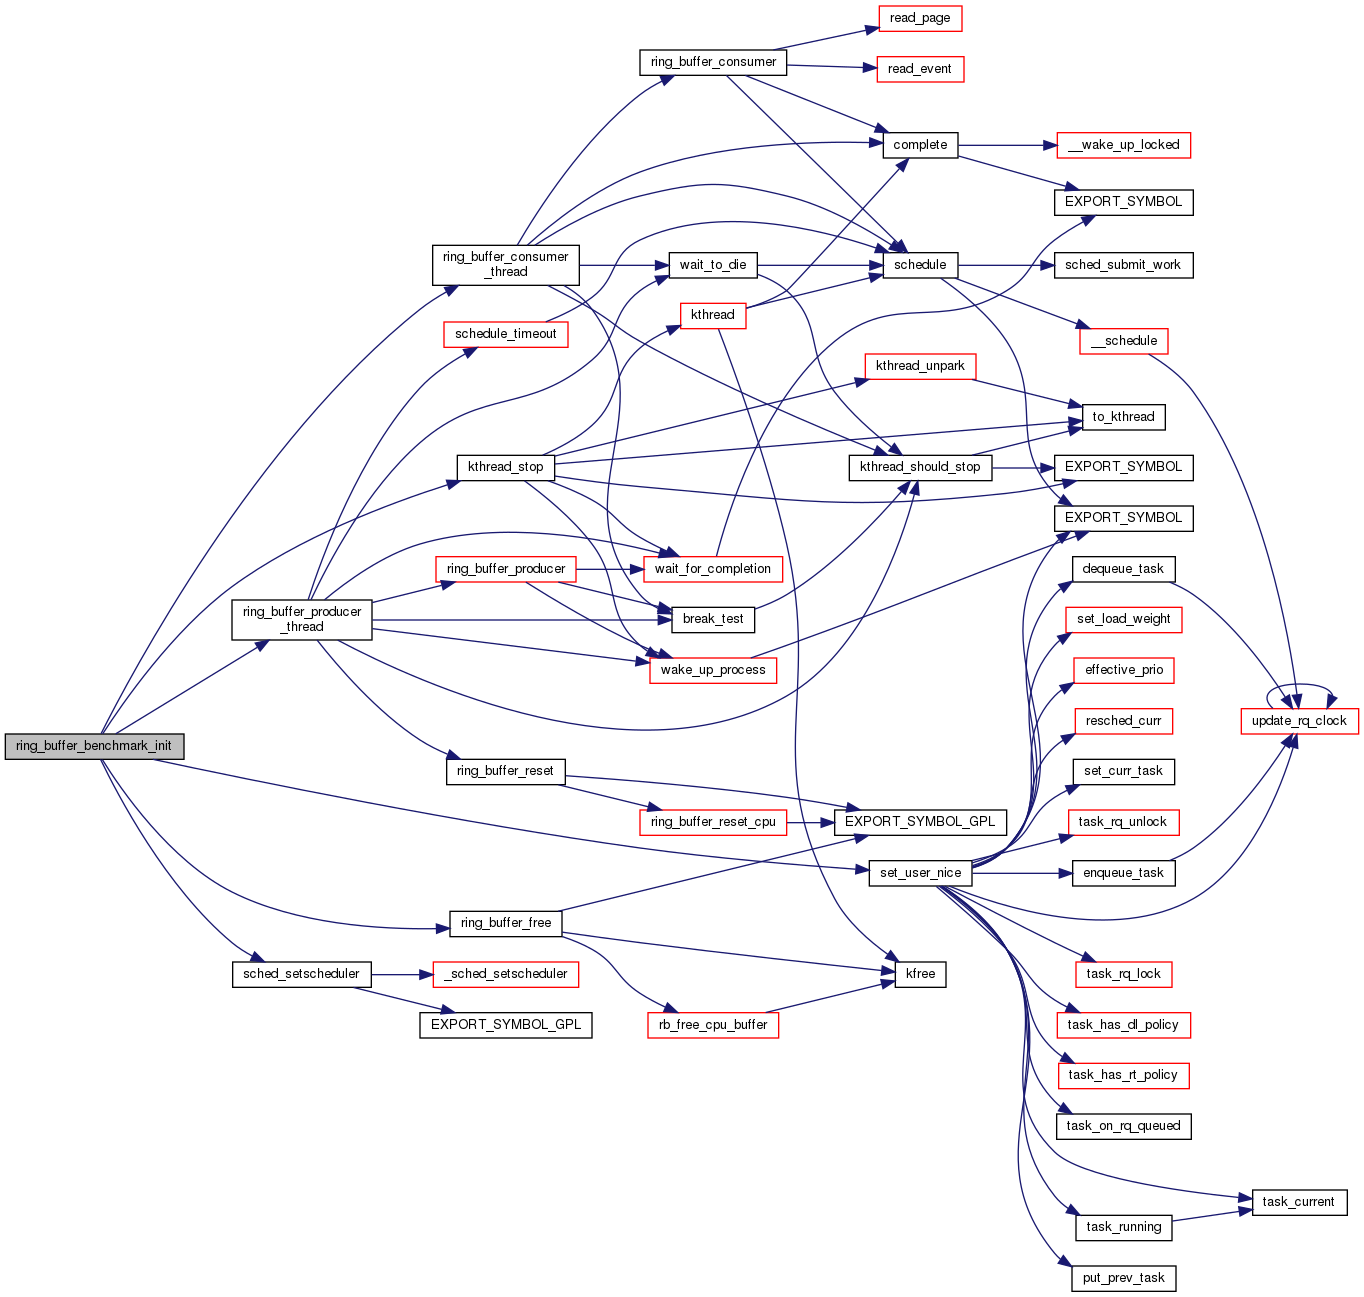 read_page
ring_buffer_consumer
read_event
complete
__wake_up_locked
EXPORT_SYMBOL
ring_buffer_consumer
_thread
wait_to_die
schedule
sched_submit_work
kthread
schedule_timeout
__schedule
kthread_unpark
to_kthread
kthread_stop
kthread_should_stop
EXPORT_SYMBOL
EXPORT_SYMBOL
ring_buffer_producer
wait_for_completion
dequeue_task
ring_buffer_producer
_thread
break_test
set_load_weight
wake_up_process
effective_prio
resched_curr
update_rq_clock
ring_buffer_benchmark_init
ring_buffer_reset
set_curr_task
ring_buffer_reset_cpu
EXPORT_SYMBOL_GPL
task_rq_unlock
set_user_nice
enqueue_task
ring_buffer_free
sched_setscheduler
_sched_setscheduler
kfree
task_rq_lock
EXPORT_SYMBOL_GPL
rb_free_cpu_buffer
task_has_dl_policy
task_has_rt_policy
task_on_rq_queued
task_current
task_running
put_prev_task